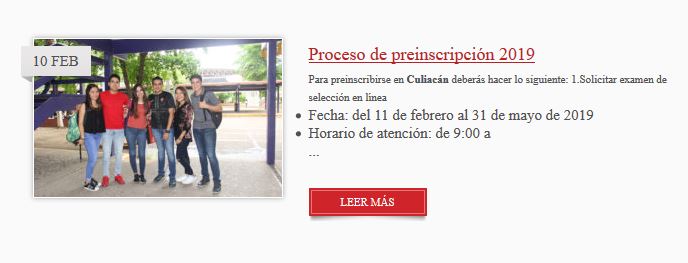 10 FEB
Proceso de preinscripción 2019
Para preinscribirse en Culiacán deberás hacer lo siguiente: 1.Solicitar examen de
selección en línea
Fecha: del 11 de febrero al 31 de mayo de 2019
Horario de atención: de 9:00 a
...
LEER MÁS